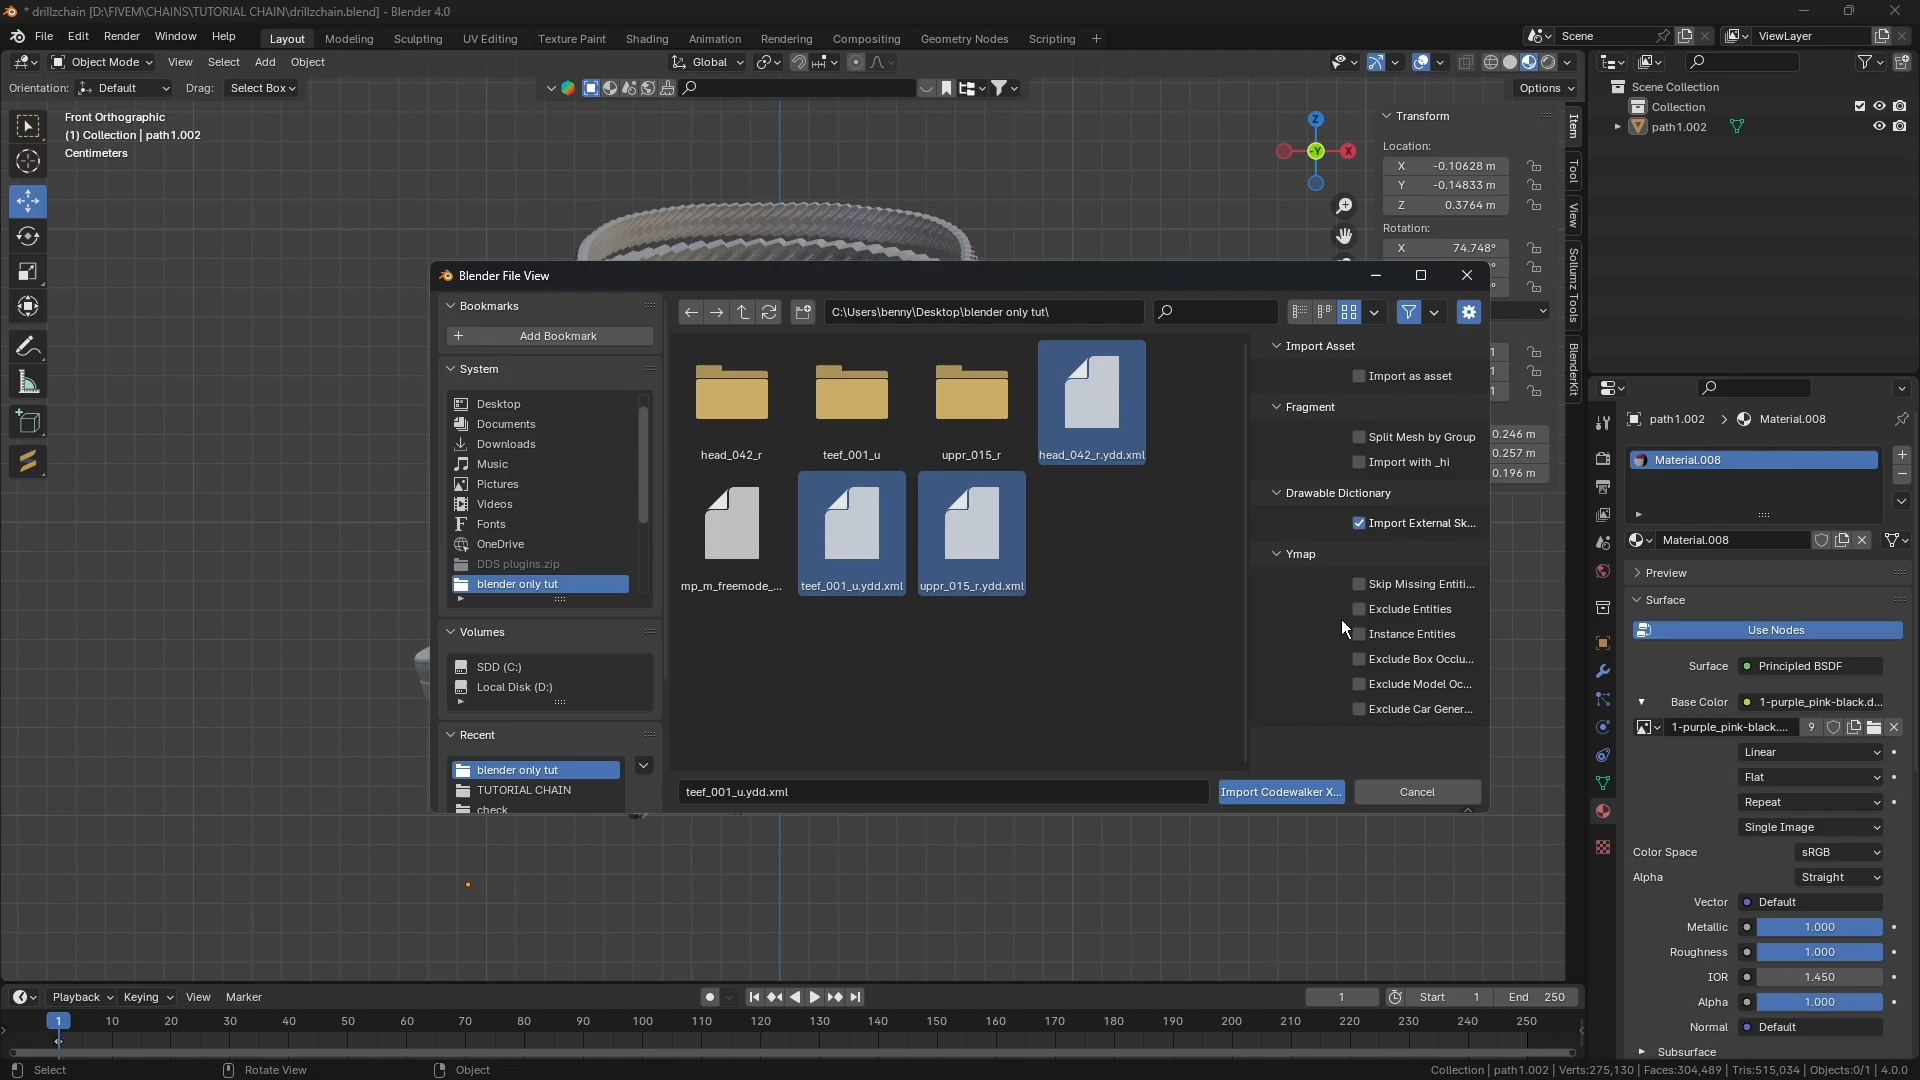 * drillzchain [D:\FIVEM\CHAINS\TUTORIAL CHAIN\drillzchain.blend] - Blender 4.0
File Edit Render Window Help
Layout Modeling Sculpting UV Editing Texture Paint Shading Animation Rendering Compositing Geometry Nodes Scripting +
Scene
ViewLayer
Object Mode View Select Add Object
Global
Orientation: Default Drag: Select Box
Options
Front Orthographic
(1) Collection | path1.002
Centimeters
Z
X
-Y
Transform
Location:
X -0.10628 m
Y -0.14833 m
Z 0.3764 m
Rotation:
X 74.748°
0.246 m
0.257 m
0.196 m
Item
Tool
View
Sollumz Tools
BlenderKit
Scene Collection
Collection
path1.002
Blender File View
Bookmarks
Add Bookmark
System
Desktop
Documents
Downloads
Music
Pictures
Videos
Fonts
OneDrive
DDS plugins.zip
blender only tut
Volumes
SDD (C:)
Local Disk (D:)
Recent
blender only tut
TUTORIAL CHAIN
check
C:\Users\benny\Desktop\blender only tut\
head_042_r
teef_001_u
uppr_015_r
head_042_r.ydd.xml
mp_m_freemode_...
teef_001_u.ydd.xml
uppr_015_r.ydd.xml
Import Asset
Import as asset
Fragment
Split Mesh by Group
Import with _hi
Drawable Dictionary
Import External Sk...
Ymap
Skip Missing Entiti...
Exclude Entities
Instance Entities
Exclude Box Occlu...
Exclude Model Oc...
Exclude Car Gener...
teef_001_u.ydd.xml
Import Codewalker X...
Cancel
path1.002 > Material.008
Material.008
Material.008
Preview
Surface
Use Nodes
Surface Principled BSDF
Base Color 1-purple_pink-black.d...
1-purple_pink-black.... 9
Linear
Flat
Repeat
Single Image
Color Space sRGB
Alpha Straight
Vector Default
Metallic 1.000
Roughness 1.000
IOR 1.450
Alpha 1.000
Normal Default
Subsurface
Playback Keying View Marker
1 Start 1 End 250
1 10 20 30 40 50 60 70 80 90 100 110 120 130 140 150 160 170 180 190 200 210 220 230 240 250
Select Rotate View Object
Collection | path1.002 | Verts:275,130 | Faces:304,489 | Tris:515,034 | Objects:0/1 | 4.0.0